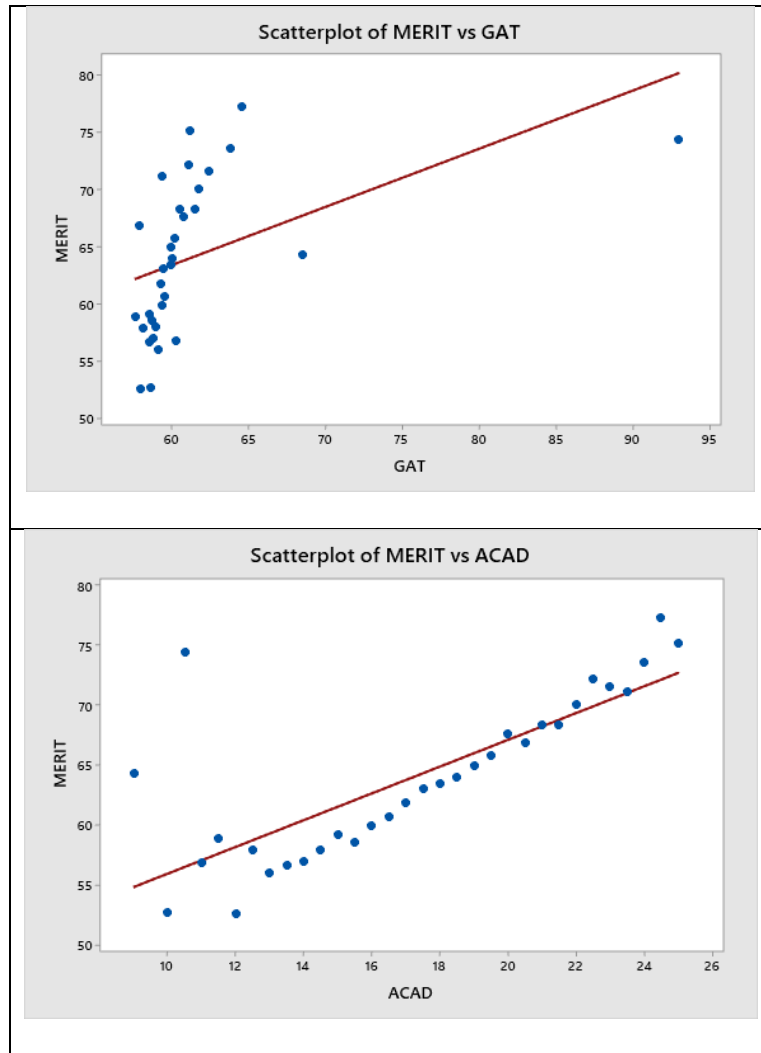 Scatterplot of MERIT vs GAT
80
75
70
65
60
55
50
MERIT
60 65 70 75 80 85 90 95
GAT
Scatterplot of MERIT vs ACAD
80
75
70
65
60
55
50
MERIT
10 12 14 16 18 20 22 24 26
ACAD